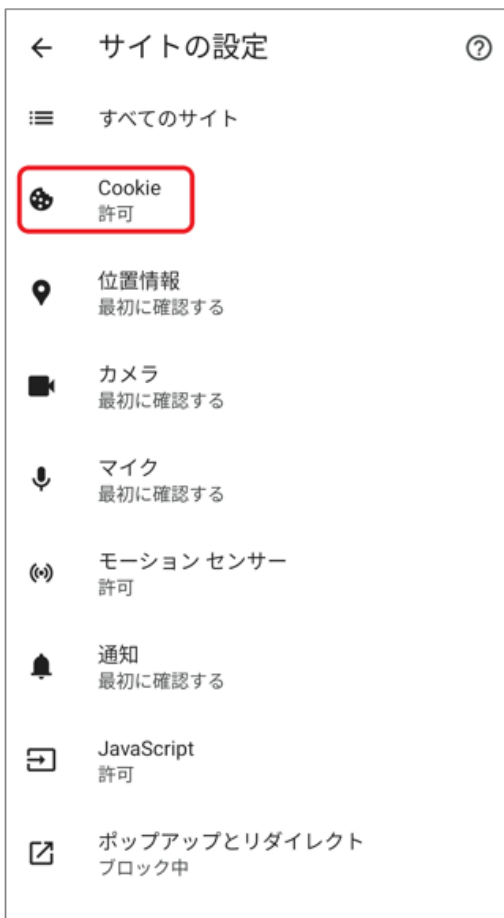 サイトの設定
すべてのサイト
Cookie
許可
位置情報
最初に確認する
カメラ
最初に確認する
マイク
最初に確認する
モーション センサー
許可
通知
最初に確認する
JavaScript
許可
ポップアップとリダイレクト
ブロック中